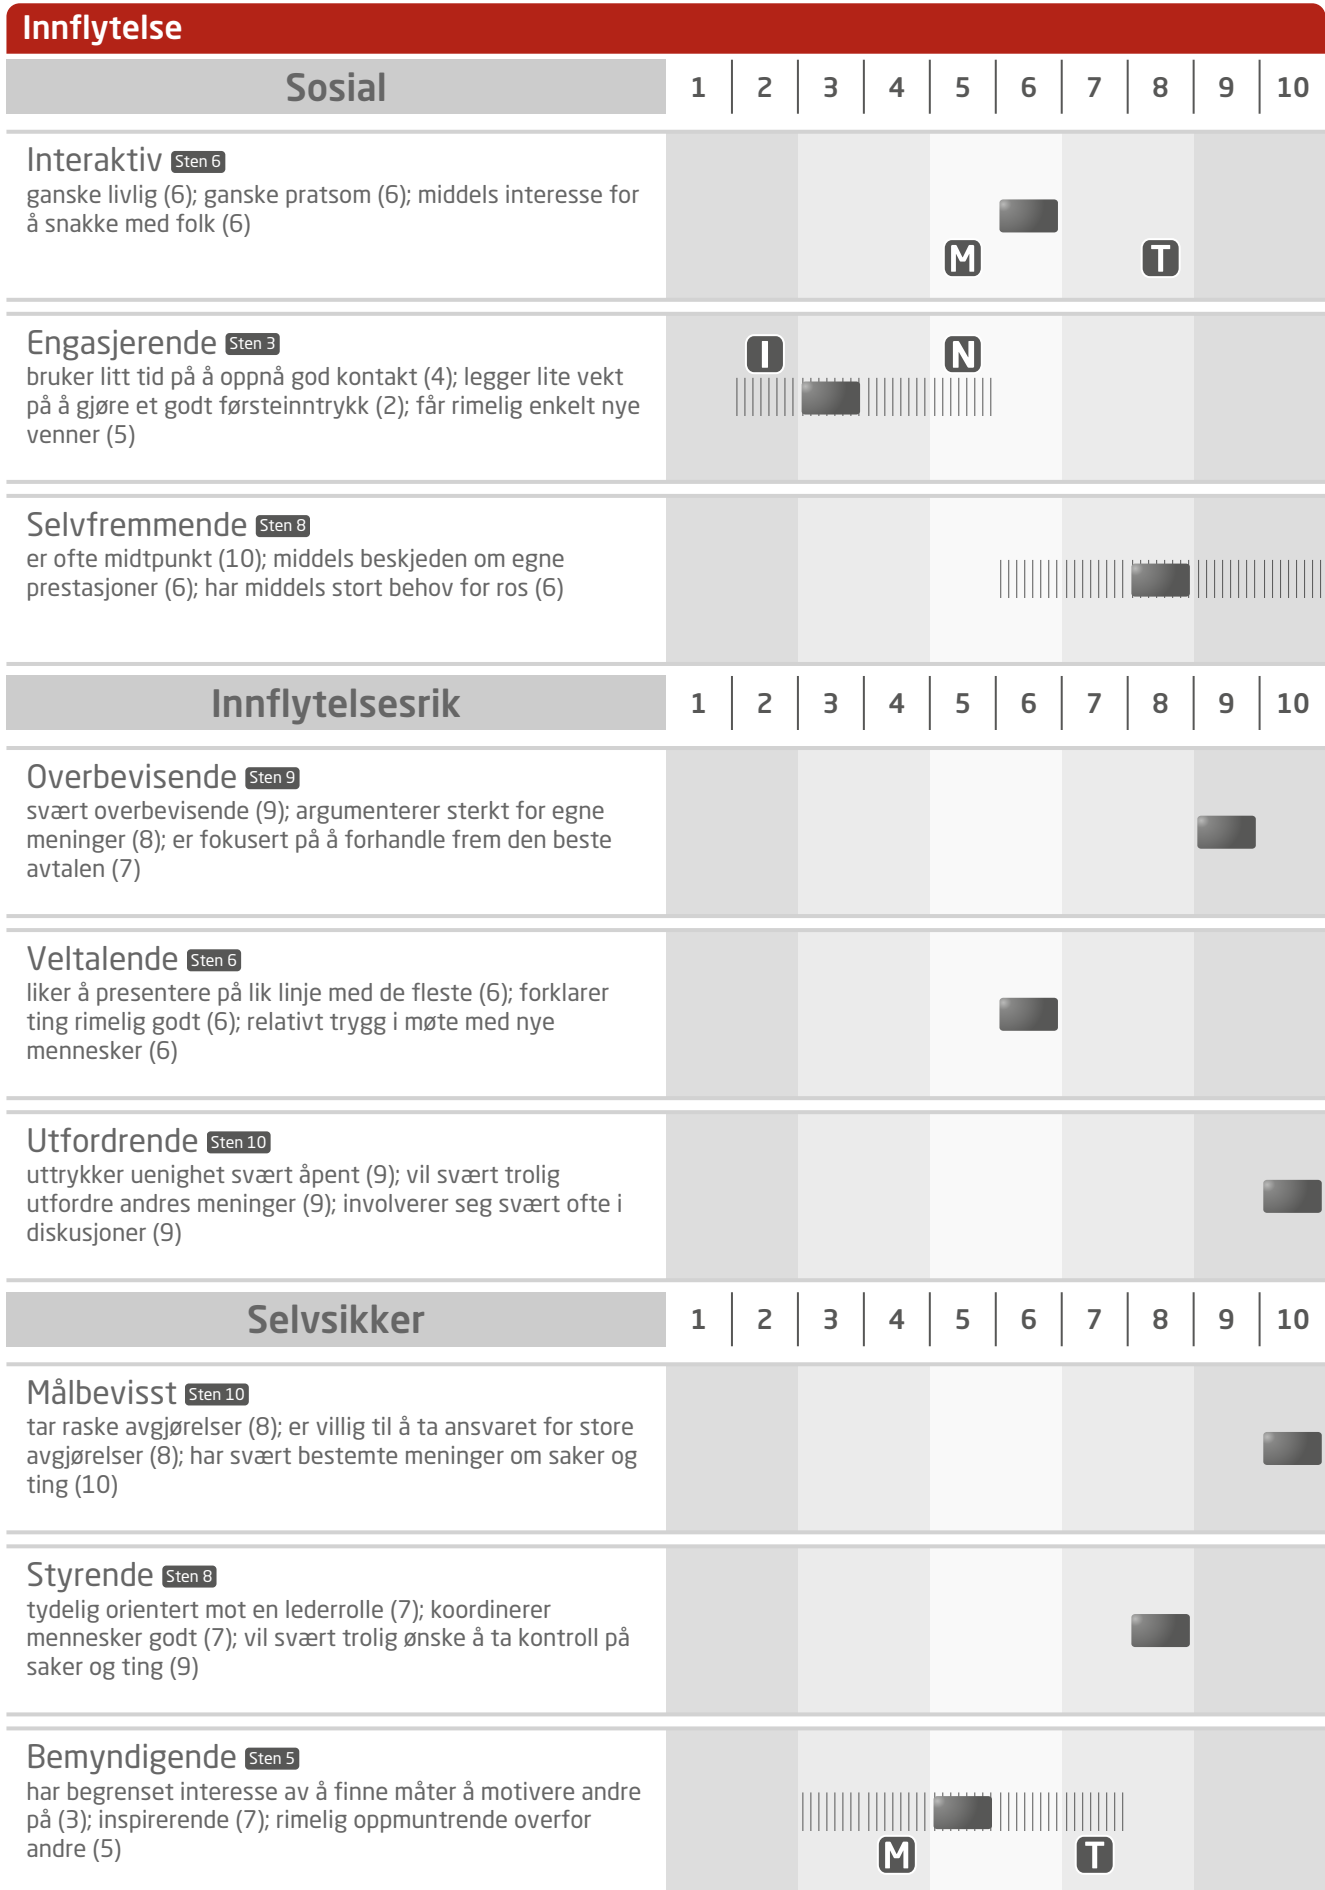 Innflytelse
Sosial 1 2 3 4 5 6 7 8 9 10
Interaktiv Sten 6
ganske livlig (6); ganske pratsom (6); middels interesse for
å snakke med folk (6)
M T
Engasjerende Sten 3
I N
bruker litt tid på å oppnå god kontakt (4); legger lite vekt
på å gjøre et godt førsteinntrykk (2); får rimelig enkelt nye
venner (5)
Selvfremmende Sten 8
er ofte midtpunkt (10); middels beskjeden om egne
prestasjoner (6); har middels stort behov for ros (6)
Innflytelsesrik 1 2 3 4 5 6 7 8 9 10
Overbevisende Sten 9
svært overbevisende (9); argumenterer sterkt for egne
meninger (8); er fokusert på å forhandle frem den beste
avtalen (7)
Veltalende Sten 6
liker å presentere på lik linje med de fleste (6); forklarer
ting rimelig godt (6); relativt trygg i møte med nye
mennesker (6)
Utfordrende Sten 10
uttrykker uenighet svært åpent (9); vil svært trolig
utfordre andres meninger (9); involverer seg svært ofte i
diskusjoner (9)
Selvsikker 1 2 3 4 5 6 7 8 9 10
Målbevisst Sten 10
tar raske avgjørelser (8); er villig til å ta ansvaret for store
avgjørelser (8); har svært bestemte meninger om saker og
ting (10)
Styrende Sten 8
tydelig orientert mot en lederrolle (7); koordinerer
mennesker godt (7); vil svært trolig ønske å ta kontroll på
saker og ting (9)
Bemyndigende Sten 5
har begrenset interesse av å finne måter å motivere andre
på (3); inspirerende (7); rimelig oppmuntrende overfor
andre (5)
M T